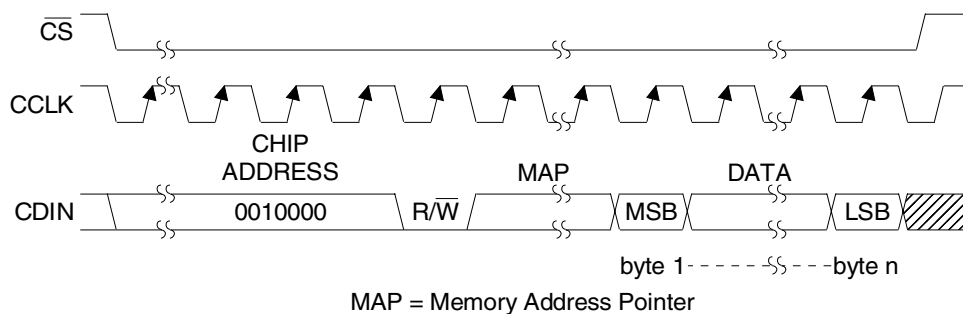 CS
CCLK
CHIP
ADDRESS
MAP
DATA
CDIN
0010000
R/W
MSB
LSB
byte 1
byte n
MAP = Memory Address Pointer